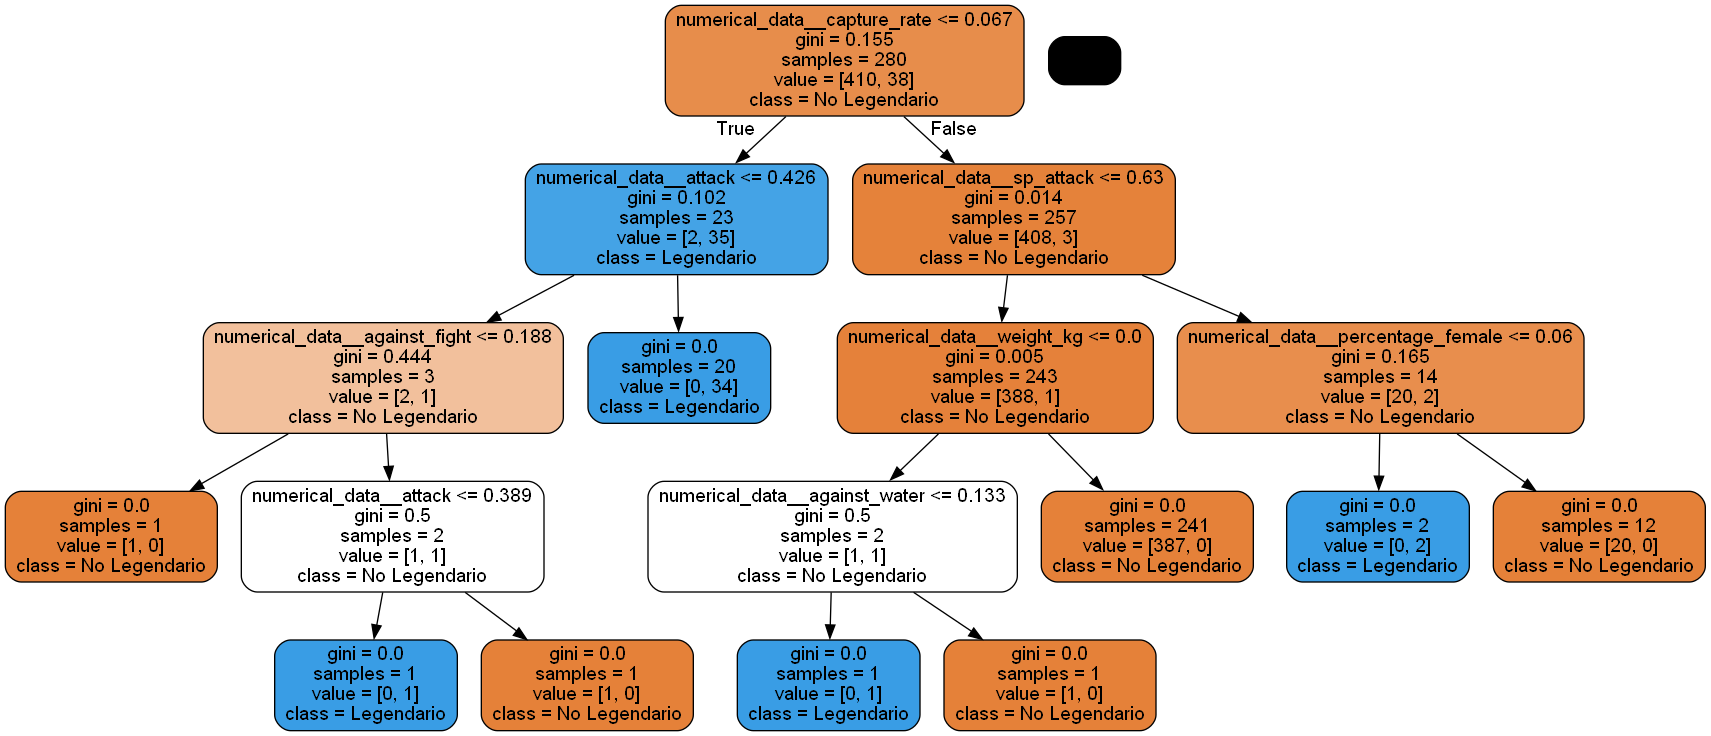 numerical_data__capture_rate <= 0.067
gini = 0.155
samples = 280
value = [410, 38]
class = No Legendario
True
False
numerical_data__attack <= 0.426
gini = 0.102
samples = 23
value = [2, 35]
class = Legendario
numerical_data__sp_attack <= 0.63
gini = 0.014
samples = 257
value = [408, 3]
class = No Legendario
numerical_data__against_fight <= 0.188
gini = 0.444
samples = 3
value = [2, 1]
class = No Legendario
gini = 0.0
samples = 20
value = [0, 34]
class = Legendario
numerical_data__weight_kg <= 0.0
gini = 0.005
samples = 243
value = [388, 1]
class = No Legendario
numerical_data__percentage_female <= 0.06
gini = 0.165
samples = 14
value = [20, 2]
class = No Legendario
gini = 0.0
samples = 1
value = [1, 0]
class = No Legendario
numerical_data__attack <= 0.389
gini = 0.5
samples = 2
value = [1, 1]
class = No Legendario
numerical_data__against_water <= 0.133
gini = 0.5
samples = 2
value = [1, 1]
class = No Legendario
gini = 0.0
samples = 241
value = [387, 0]
class = No Legendario
gini = 0.0
samples = 2
value = [0, 2]
class = Legendario
gini = 0.0
samples = 12
value = [20, 0]
class = No Legendario
gini = 0.0
samples = 1
value = [0, 1]
class = Legendario
gini = 0.0
samples = 1
value = [1, 0]
class = No Legendario
gini = 0.0
samples = 1
value = [0, 1]
class = Legendario
gini = 0.0
samples = 1
value = [1, 0]
class = No Legendario